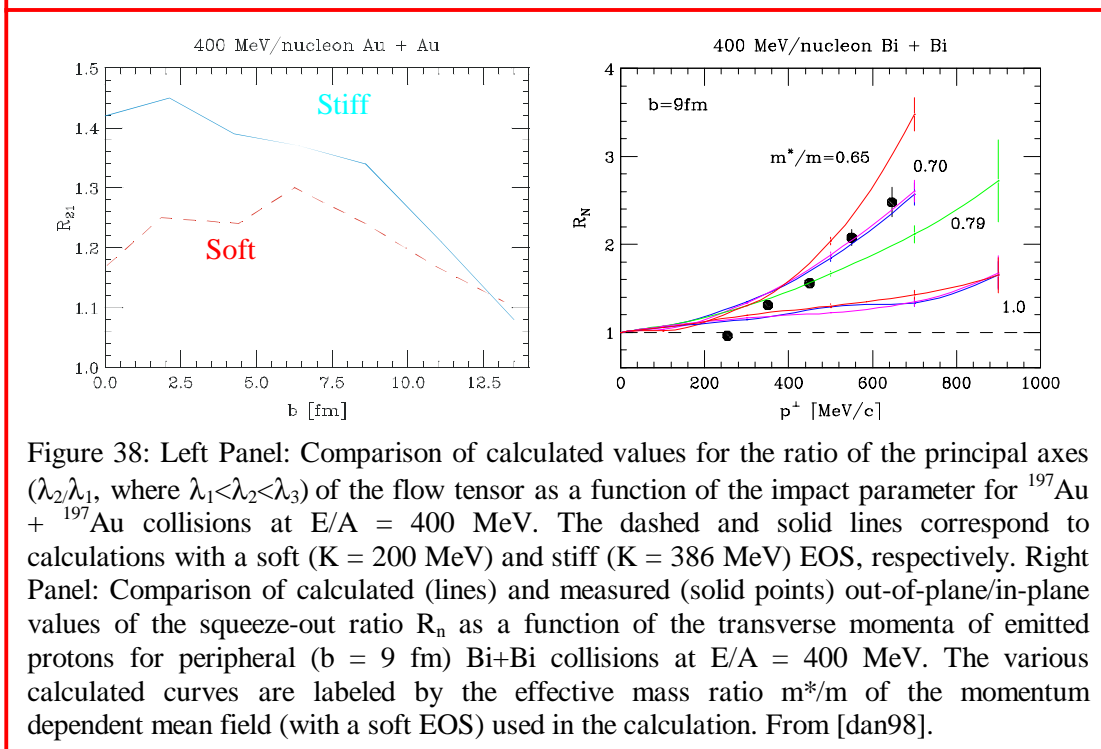 400 MeV/nucleon Au + Au
1.5
1.4
1.3
1.2
1.1
1.0
R21
Stiff
Soft
0.0 2.5 5.0 7.5 10.0 12.5
b [fm]
400 MeV/nucleon Bi + Bi
4
3
2
1
R_N
b=9fm
m*/m=0.65
0.70
0.79
1.0
0 200 400 600 800 1000
p⊥ [MeV/c]
Figure 38: Left Panel: Comparison of calculated values for the ratio of the principal axes
(λ2/λ1, where λ1<λ2<λ3) of the flow tensor as a function of the impact parameter for ¹⁹⁷Au
+ ¹⁹⁷Au collisions at E/A = 400 MeV. The dashed and solid lines correspond to
calculations with a soft (K = 200 MeV) and stiff (K = 386 MeV) EOS, respectively. Right
Panel: Comparison of calculated (lines) and measured (solid points) out-of-plane/in-plane
values of the squeeze-out ratio Rn as a function of the transverse momenta of emitted
protons for peripheral (b = 9 fm) Bi+Bi collisions at E/A = 400 MeV. The various
calculated curves are labeled by the effective mass ratio m*/m of the momentum
dependent mean field (with a soft EOS) used in the calculation. From [dan98].